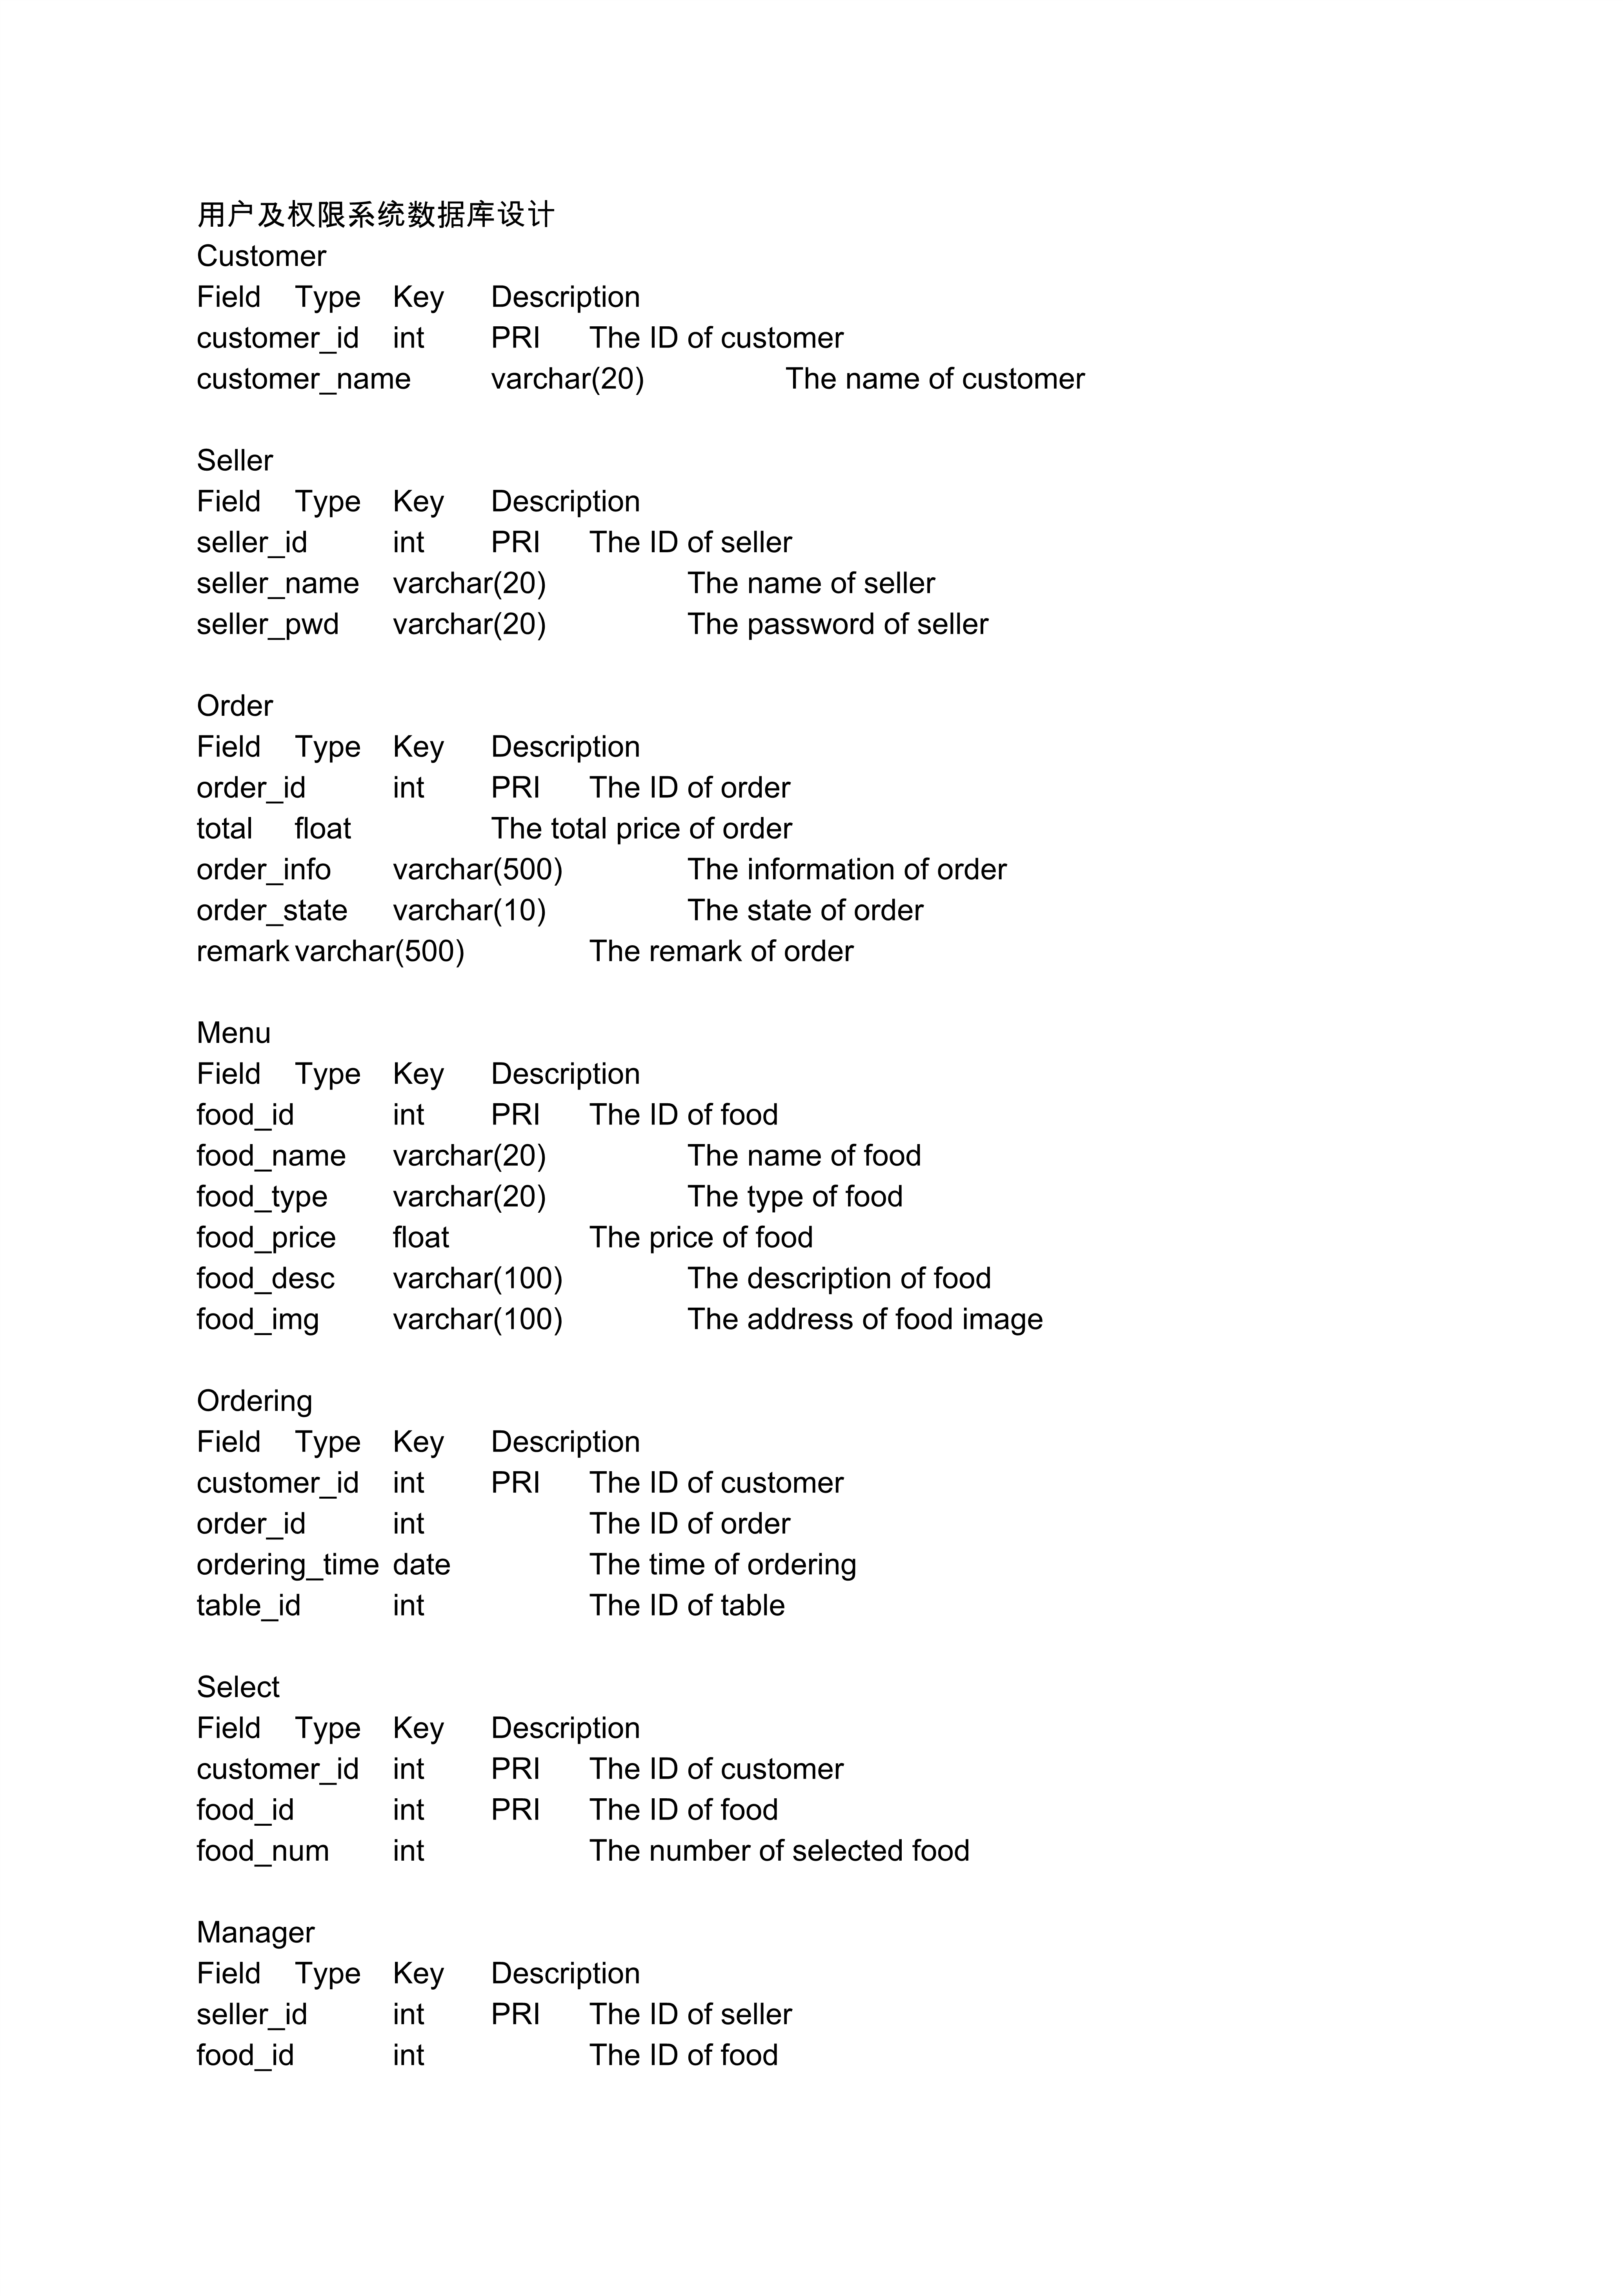 用户及权限系统数据库设计
Customer
Field Type Key Description
customer_id int PRI The ID of customer
customer_name varchar(20) The name of customer
Seller
Field Type Key Description
seller_id int PRI The ID of seller
seller_name varchar(20) The name of seller
seller_pwd varchar(20) The password of seller
Order
Field Type Key Description
order_id int PRI The ID of order
total float The total price of order
order_info varchar(500) The information of order
order_state varchar(10) The state of order
remark varchar(500) The remark of order
Menu
Field Type Key Description
food_id int PRI The ID of food
food_name varchar(20) The name of food
food_type varchar(20) The type of food
food_price float The price of food
food_desc varchar(100) The description of food
food_img varchar(100) The address of food image
Ordering
Field Type Key Description
customer_id int PRI The ID of customer
order_id int The ID of order
ordering_time date The time of ordering
table_id int The ID of table
Select
Field Type Key Description
customer_id int PRI The ID of customer
food_id int PRI The ID of food
food_num int The number of selected food
Manager
Field Type Key Description
seller_id int PRI The ID of seller
food_id int The ID of food